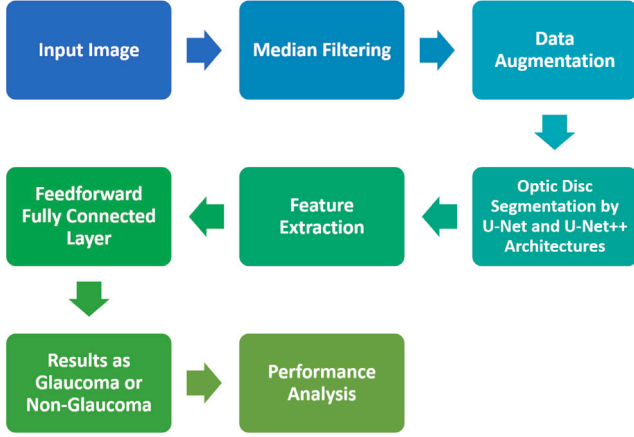 Input Image
Median Filtering
Data
Augmentation
Optic Disc
Segmentation by
U-Net and U-Net++
Architectures
Feature
Extraction
Feedforward
Fully Connected
Layer
Results as
Glaucoma or
Non-Glaucoma
Performance
Analysis